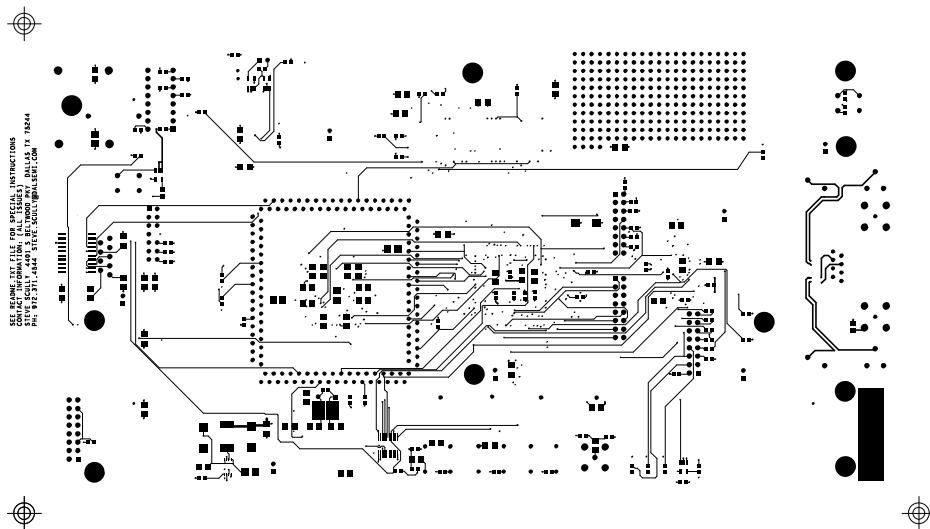 SEE README.TXT FILE FOR SPECIAL INSTRUCTIONS
CONTACT INFORMATION: (ALL ISSUES)
STEVE SCULLY 4401 S BELTWOOD PKY DALLAS TX 75244
PH: 972.371.4644 STEVE.SCULLY@DALSEMI.COM